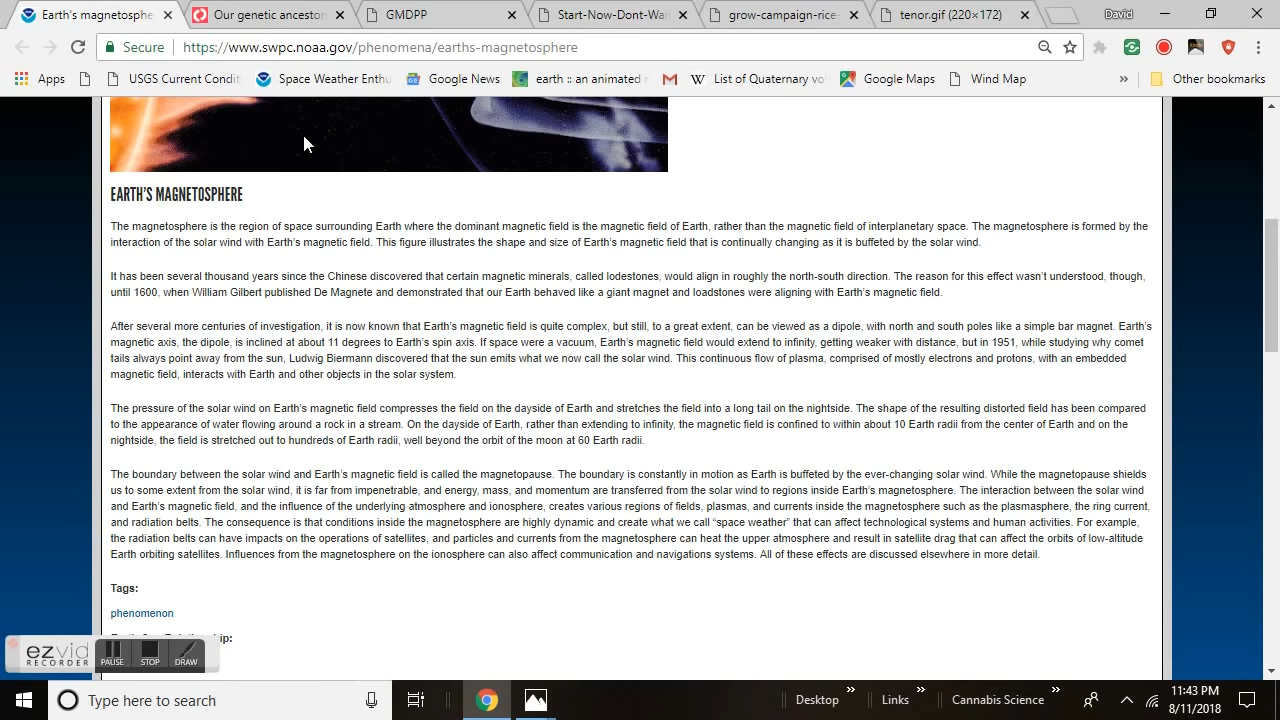 Earth's magnetosphe
Our genetic ancestor
GMDPP
Start-Now-Dont-Wai
grow-campaign-rice-
tenor.gif (220×172)
David
Secure
https://www.swpc.noaa.gov/phenomena/earths-magnetosphere
Apps
USGS Current Condit
Space Weather Enthu
Google News
earth :: an animated
List of Quaternary vo
Google Maps
Wind Map
»
Other bookmarks
EARTH'S MAGNETOSPHERE
The magnetosphere is the region of space surrounding Earth where the dominant magnetic field is the magnetic field of Earth, rather than the magnetic field of interplanetary space. The magnetosphere is formed by the
interaction of the solar wind with Earth's magnetic field. This figure illustrates the shape and size of Earth's magnetic field that is continually changing as it is buffeted by the solar wind.
It has been several thousand years since the Chinese discovered that certain magnetic minerals, called lodestones, would align in roughly the north-south direction. The reason for this effect wasn't understood, though,
until 1600, when William Gilbert published De Magnete and demonstrated that our Earth behaved like a giant magnet and loadstones were aligning with Earth's magnetic field.
After several more centuries of investigation, it is now known that Earth's magnetic field is quite complex, but still, to a great extent, can be viewed as a dipole, with north and south poles like a simple bar magnet. Earth's
magnetic axis, the dipole, is inclined at about 11 degrees to Earth's spin axis. If space were a vacuum, Earth's magnetic field would extend to infinity, getting weaker with distance, but in 1951, while studying why comet
tails always point away from the sun, Ludwig Biermann discovered that the sun emits what we now call the solar wind. This continuous flow of plasma, comprised of mostly electrons and protons, with an embedded
magnetic field, interacts with Earth and other objects in the solar system.
The pressure of the solar wind on Earth's magnetic field compresses the field on the dayside of Earth and stretches the field into a long tail on the nightside. The shape of the resulting distorted field has been compared
to the appearance of water flowing around a rock in a stream. On the dayside of Earth, rather than extending to infinity, the magnetic field is confined to within about 10 Earth radii from the center of Earth and on the
nightside, the field is stretched out to hundreds of Earth radii, well beyond the orbit of the moon at 60 Earth radii.
The boundary between the solar wind and Earth's magnetic field is called the magnetopause. The boundary is constantly in motion as Earth is buffeted by the ever-changing solar wind. While the magnetopause shields
us to some extent from the solar wind, it is far from impenetrable, and energy, mass, and momentum are transferred from the solar wind to regions inside Earth's magnetosphere. The interaction between the solar wind
and Earth's magnetic field, and the influence of the underlying atmosphere and ionosphere, creates various regions of fields, plasmas, and currents inside the magnetosphere such as the plasmasphere, the ring current,
and radiation belts. The consequence is that conditions inside the magnetosphere are highly dynamic and create what we call "space weather" that can affect technological systems and human activities. For example,
the radiation belts can have impacts on the operations of satellites, and particles and currents from the magnetosphere can heat the upper atmosphere and result in satellite drag that can affect the orbits of low-altitude
Earth orbiting satellites. Influences from the magnetosphere on the ionosphere can also affect communication and navigations systems. All of these effects are discussed elsewhere in more detail.
Tags:
phenomenon
ezvid
RECORDER
PAUSE
STOP
DRAW
Type here to search
Desktop
»
Links
»
Cannabis Science
»
11:43 PM
8/11/2018